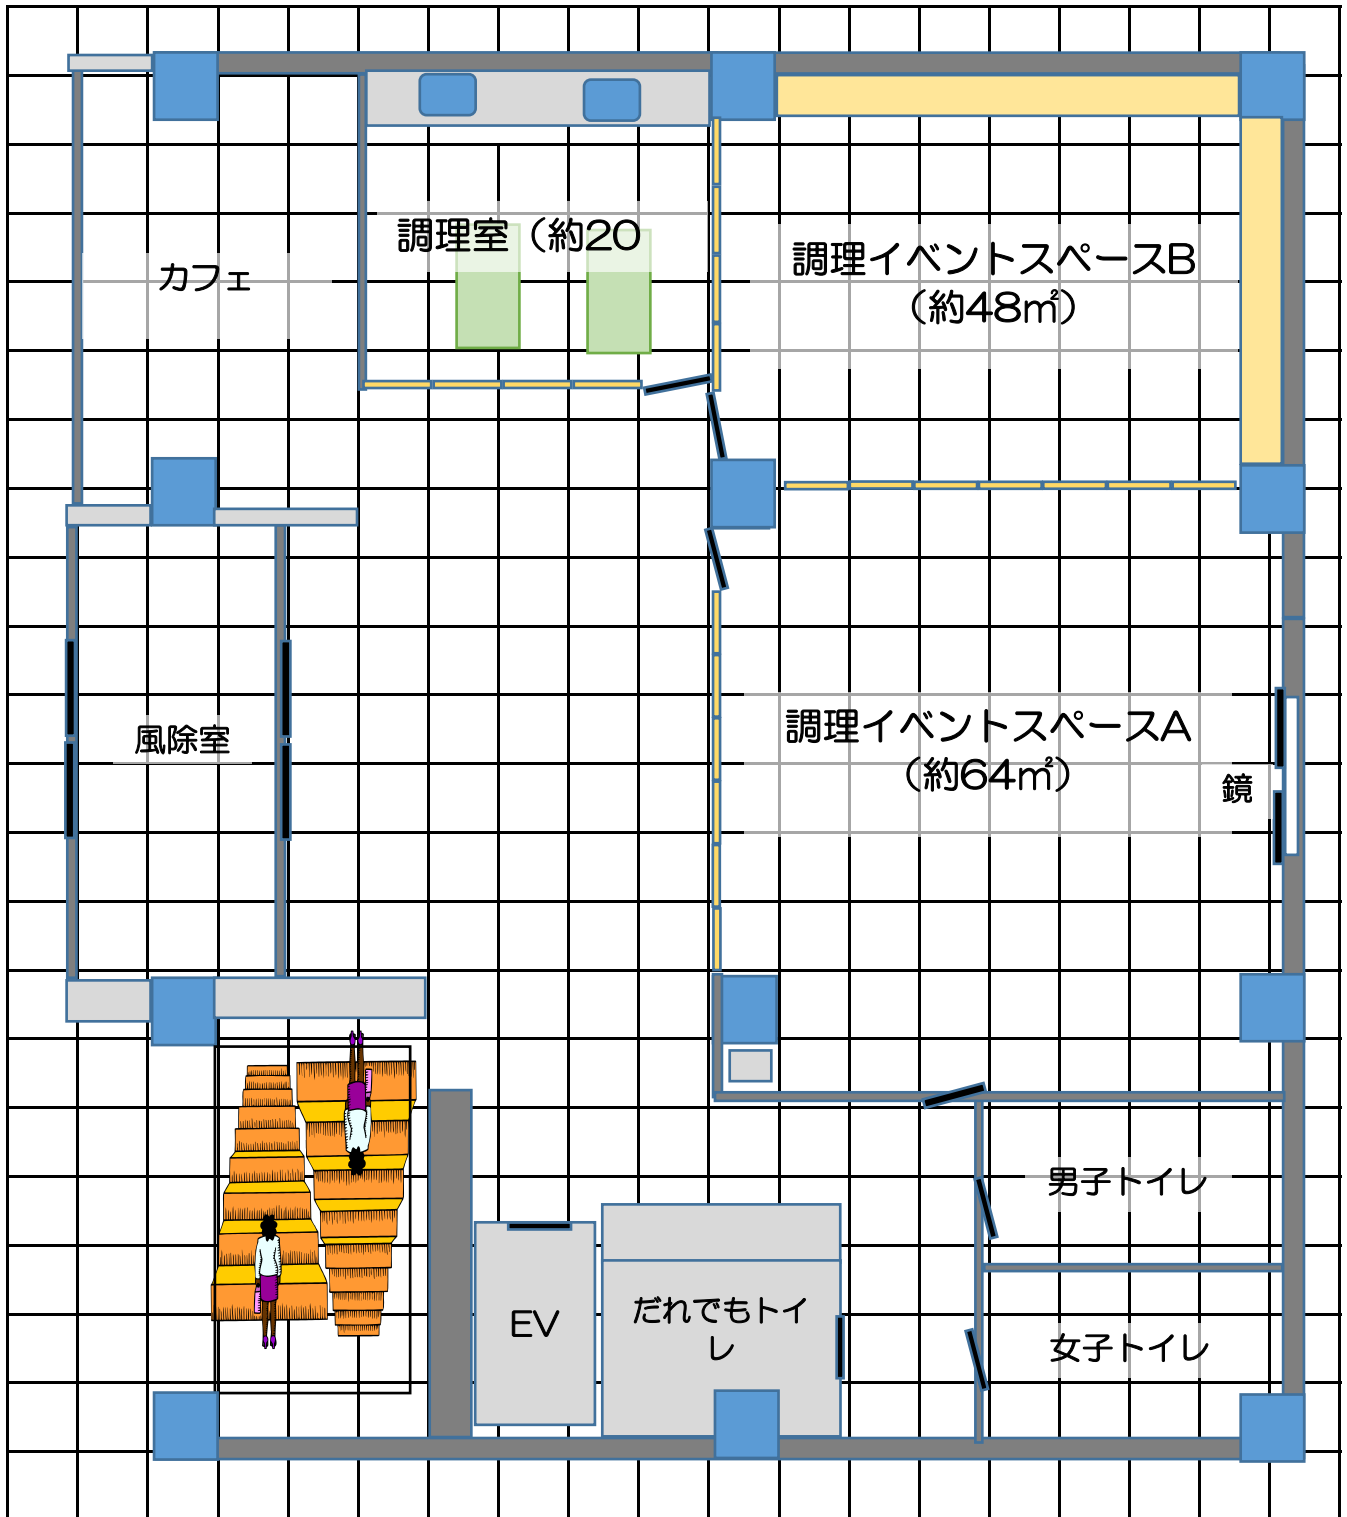 調理室（約20
カフェ
調理イベントスペースB
（約48㎡）
風除室
調理イベントスペースA
（約64㎡）
鏡
男子トイレ
EV
だれでもトイ
レ
女子トイレ